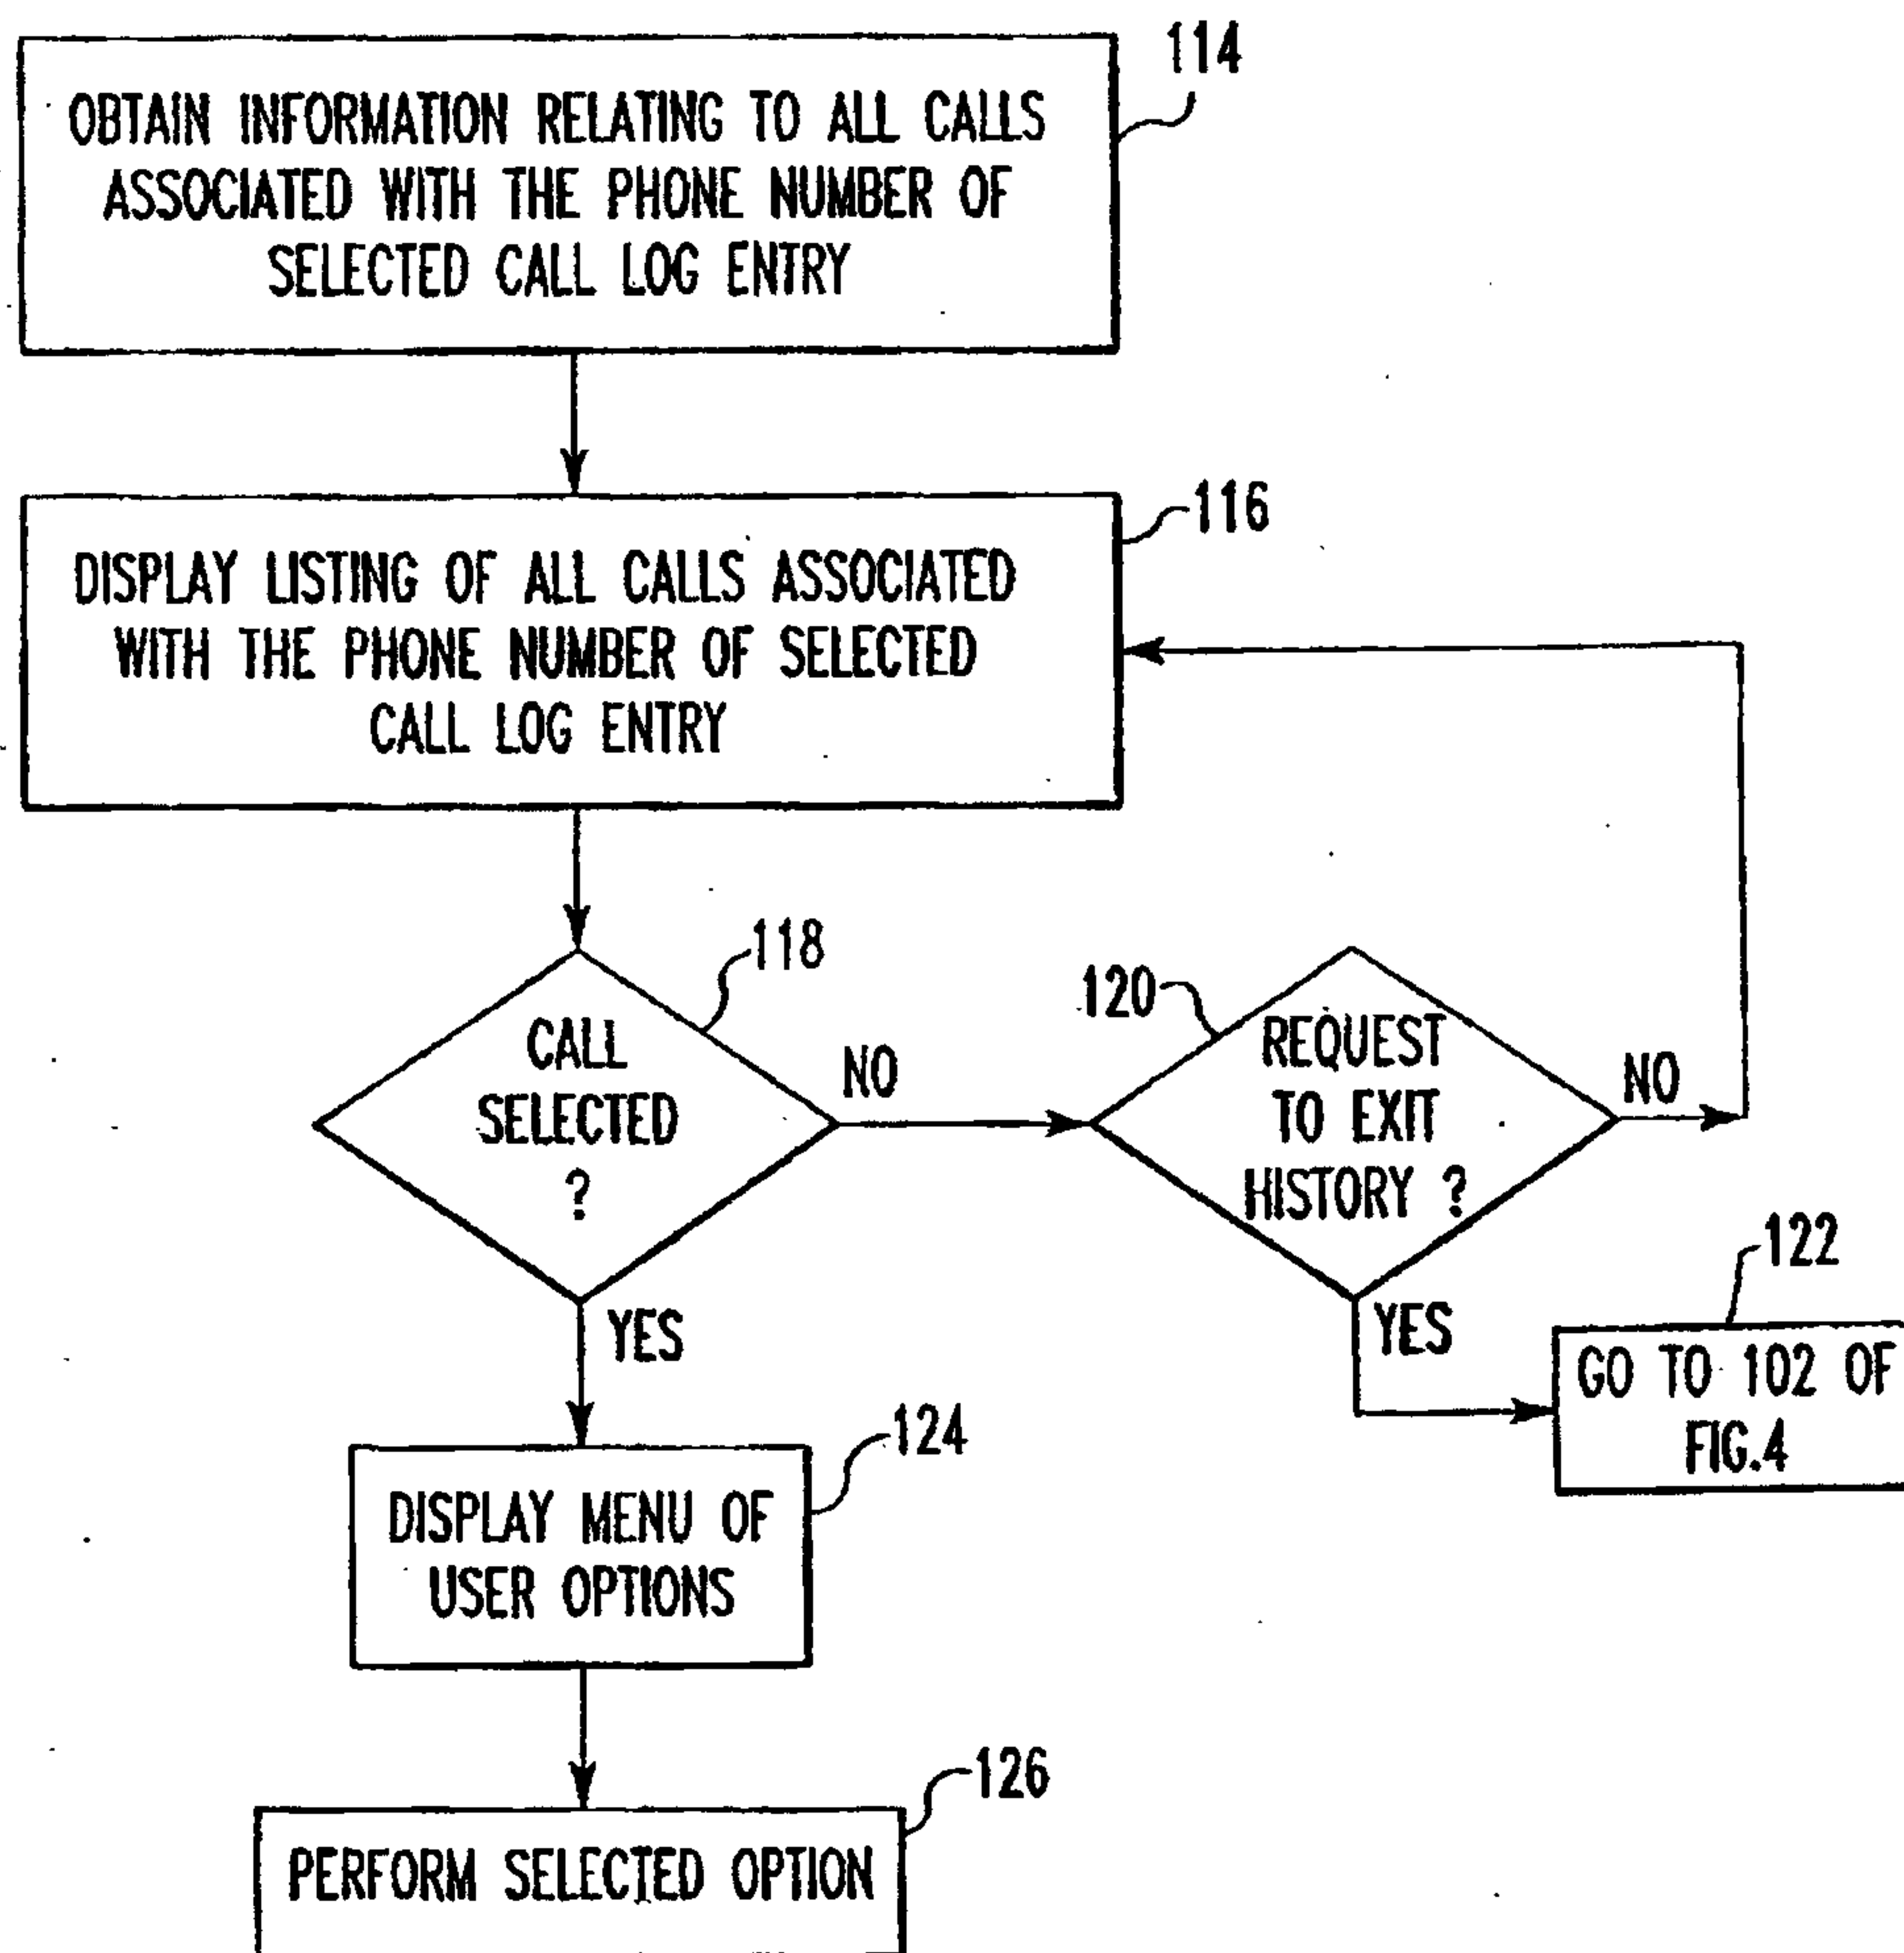 114
OBTAIN INFORMATION RELATING TO ALL CALLS
ASSOCIATED WITH THE PHONE NUMBER OF
SELECTED CALL LOG ENTRY
116
DISPLAY LISTING OF ALL CALLS ASSOCIATED
WITH THE PHONE NUMBER OF SELECTED
CALL LOG ENTRY
118
CALL
SELECTED
?
NO
120
REQUEST
TO EXIT
HISTORY ?
NO
YES
122
GO TO 102 OF
FIG.4
YES
124
DISPLAY MENU OF
USER OPTIONS
126
PERFORM SELECTED OPTION